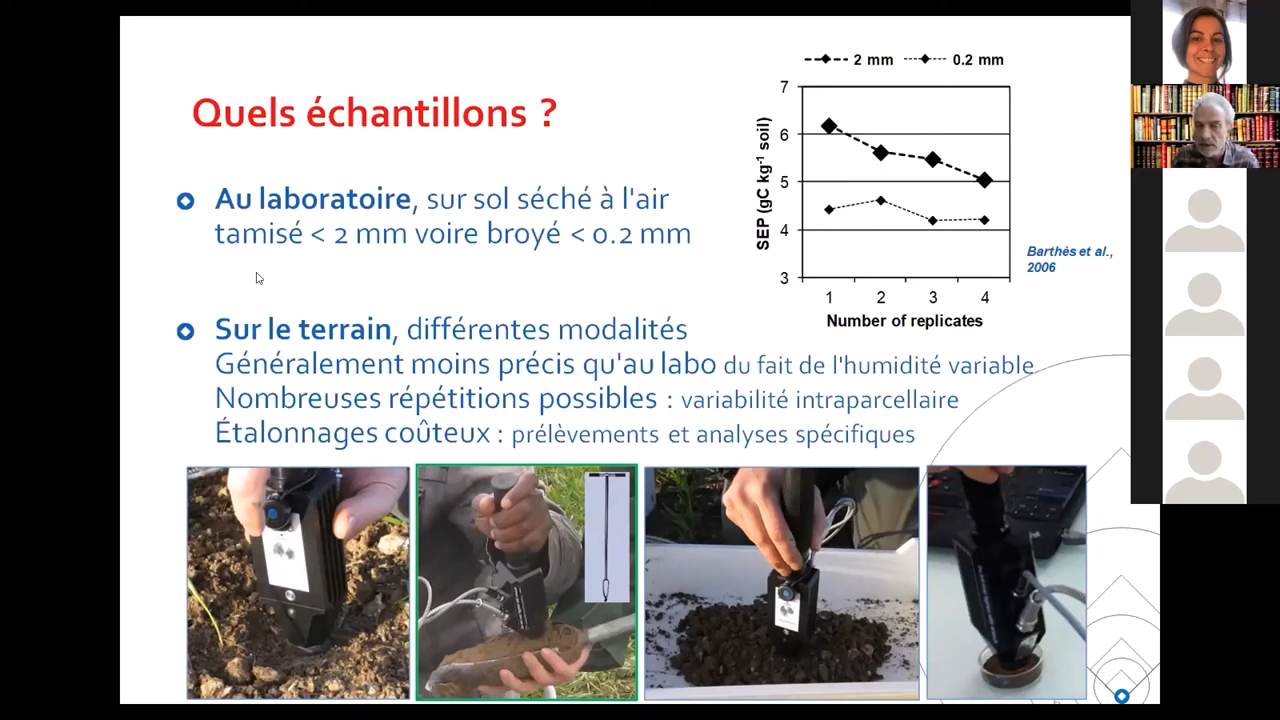 Quels échantillons ?
Au laboratoire, sur sol séché à l'air
tamisé < 2 mm voire broyé < 0.2 mm
2 mm
0.2 mm
SEP (gC kg-1 soil)
7
6
5
4
3
1
2
3
4
Number of replicates
Barthès et al.,
2006
Sur le terrain, différentes modalités
Généralement moins précis qu'au labo du fait de l'humidité variable
Nombreuses répétitions possibles : variabilité intraparcellaire
Étalonnages coûteux : prélèvements et analyses spécifiques